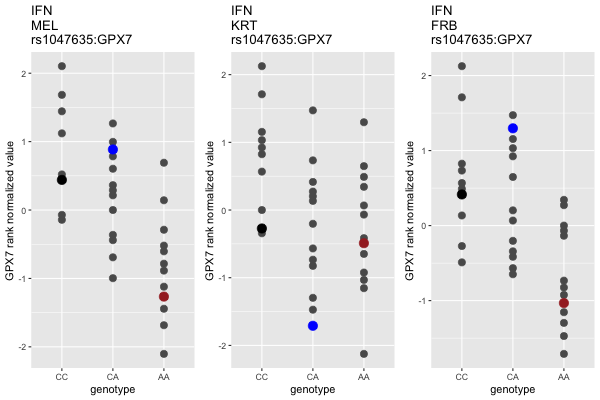 IFN
MEL
rs1047635:GPX7
GPX7 rank normalized value
2
1
0
-1
-2
CC
CA
AA
genotype
IFN
KRT
rs1047635:GPX7
GPX7 rank normalized value
2
1
0
-1
-2
CC
CA
AA
genotype
IFN
FRB
rs1047635:GPX7
GPX7 rank normalized value
2
1
0
-1
CC
CA
AA
genotype